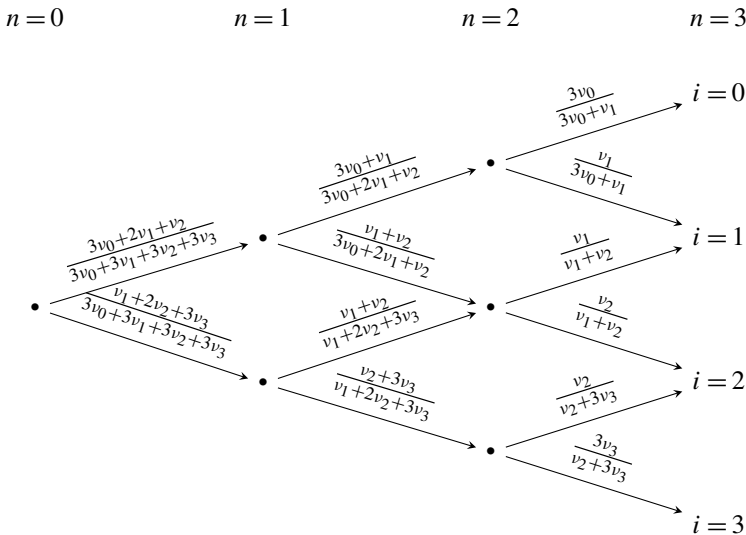 n = 0 n = 1 n = 2 n = 3
i = 0
3ν₀ / 3ν₀+ν₁
3ν₀+ν₁ / 3ν₀+2ν₁+ν₂
ν₁ / 3ν₀+ν₁
3ν₀+2ν₁+ν₂ / 3ν₀+3ν₁+3ν₂+3ν₃
ν₁+ν₂ / 3ν₀+2ν₁+ν₂
ν₁ / ν₁+ν₂
i = 1
ν₁+2ν₂+3ν₃ / 3ν₀+3ν₁+3ν₂+3ν₃
ν₁+ν₂ / ν₁+2ν₂+3ν₃
ν₂ / ν₁+ν₂
i = 2
ν₂+3ν₃ / ν₁+2ν₂+3ν₃
ν₂ / ν₂+3ν₃
3ν₃ / ν₂+3ν₃
i = 3